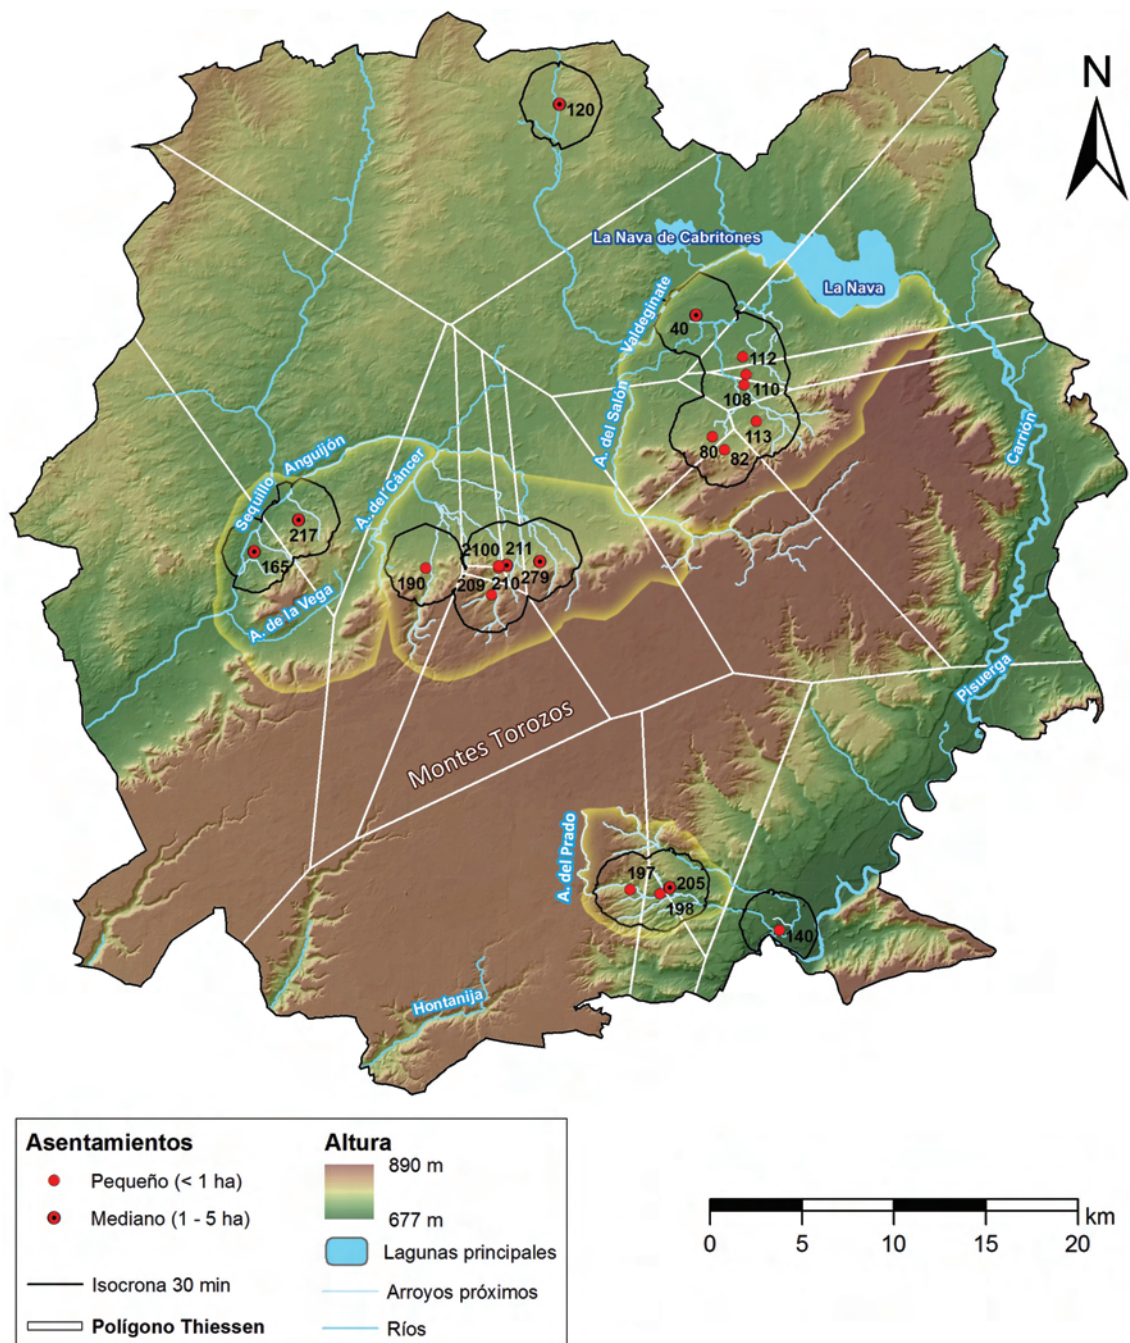 N
120
La Nava de Cabritones
La Nava
Valdeginate
40
112
110
108
A. del Salón
113
80
82
Carrión
Anguijón
Sequillo
A. del Cáncer
217
165
2100
211
190
209
210
279
A. de la Vega
Pisuerga
Montes Torozos
A. del Prado
197
205
198
140
Hontanija
Asentamientos
Pequeño (< 1 ha)
Mediano (1 - 5 ha)
Isocrona 30 min
Polígono Thiessen
Altura
890 m
677 m
Lagunas principales
Arroyos próximos
Ríos
km
0 5 10 15 20